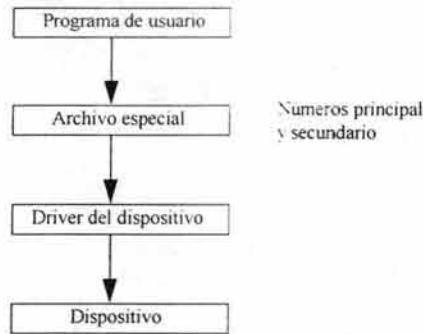 Programa de usuario
Archivo especial
Números principal
y secundario
Driver del dispositivo
Dispositivo